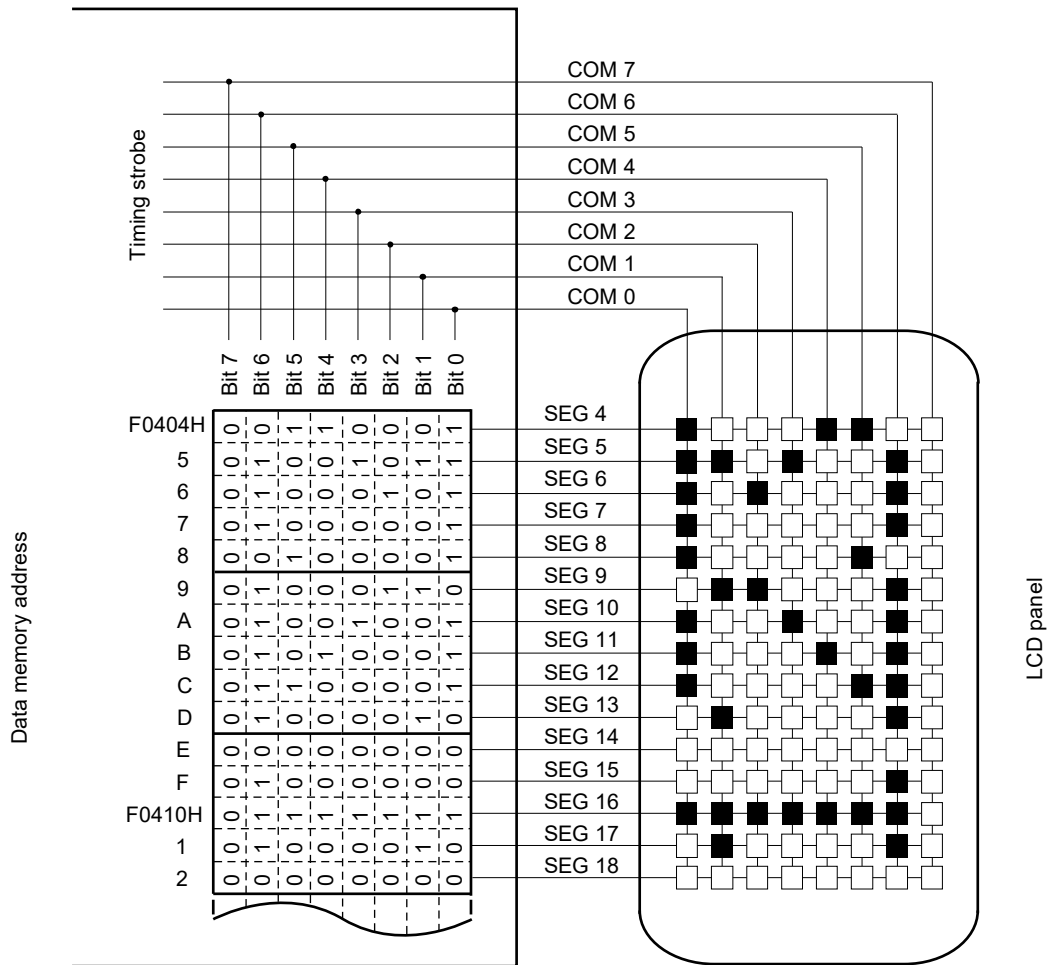 COM 7
COM 6
COM 5
COM 4
COM 3
COM 2
COM 1
COM 0
Timing strobe
Bit 7 Bit 6 Bit 5 Bit 4 Bit 3 Bit 2 Bit 1 Bit 0
Data memory address
F0404H 0 0 1 1 0 0 0 1 SEG 4
5 0 1 0 0 1 0 1 1 SEG 5
6 0 1 0 0 0 1 0 1 SEG 6
7 0 1 0 0 0 0 0 1 SEG 7
8 0 0 1 0 0 0 0 1 SEG 8
9 0 1 0 0 0 1 1 0 SEG 9
A 0 1 0 0 1 0 0 1 SEG 10
B 0 1 0 1 0 0 0 1 SEG 11
C 0 1 1 0 0 0 0 1 SEG 12
D 0 1 0 0 0 0 1 0 SEG 13
E 0 0 0 0 0 0 0 0 SEG 14
F 0 1 0 0 0 0 0 0 SEG 15
F0410H 0 1 1 1 1 1 1 1 SEG 16
1 0 1 0 0 0 0 1 0 SEG 17
2 0 0 0 0 0 0 0 0 SEG 18
LCD panel